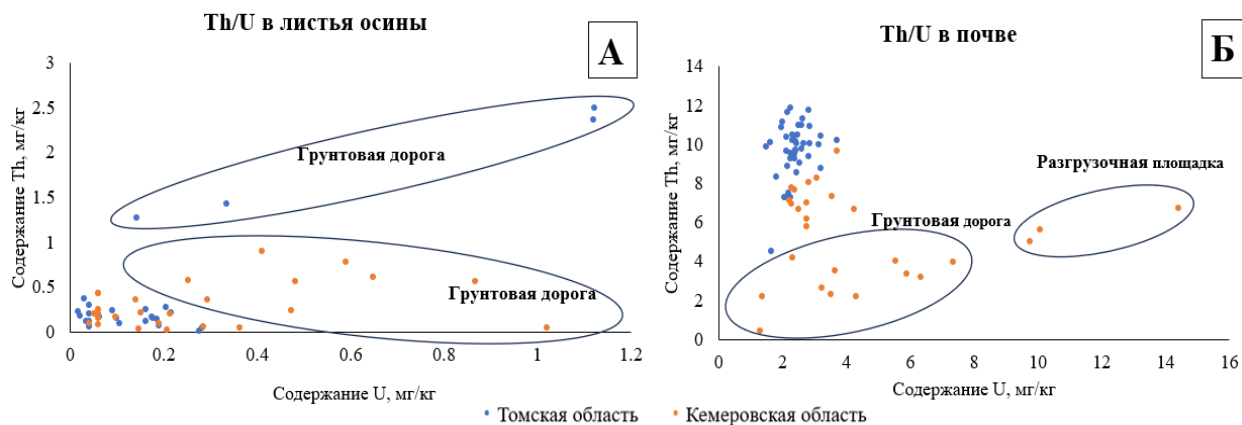 Th/U в листья осины
А
Содержание Th, мг/кг
3
2.5
2
1.5
1
0.5
0
Грунтовая дорога
Грунтовая дорога
0
0.2
0.4
0.6
0.8
1
1.2
Содержание U, мг/кг
Th/U в почве
Б
Содержание Th, мг/кг
14
12
10
8
6
4
2
0
Разгрузочная площадка
Грунтовая дорога
0
2
4
6
8
10
12
14
16
Содержание U, мг/кг
Томская область
Кемеровская область